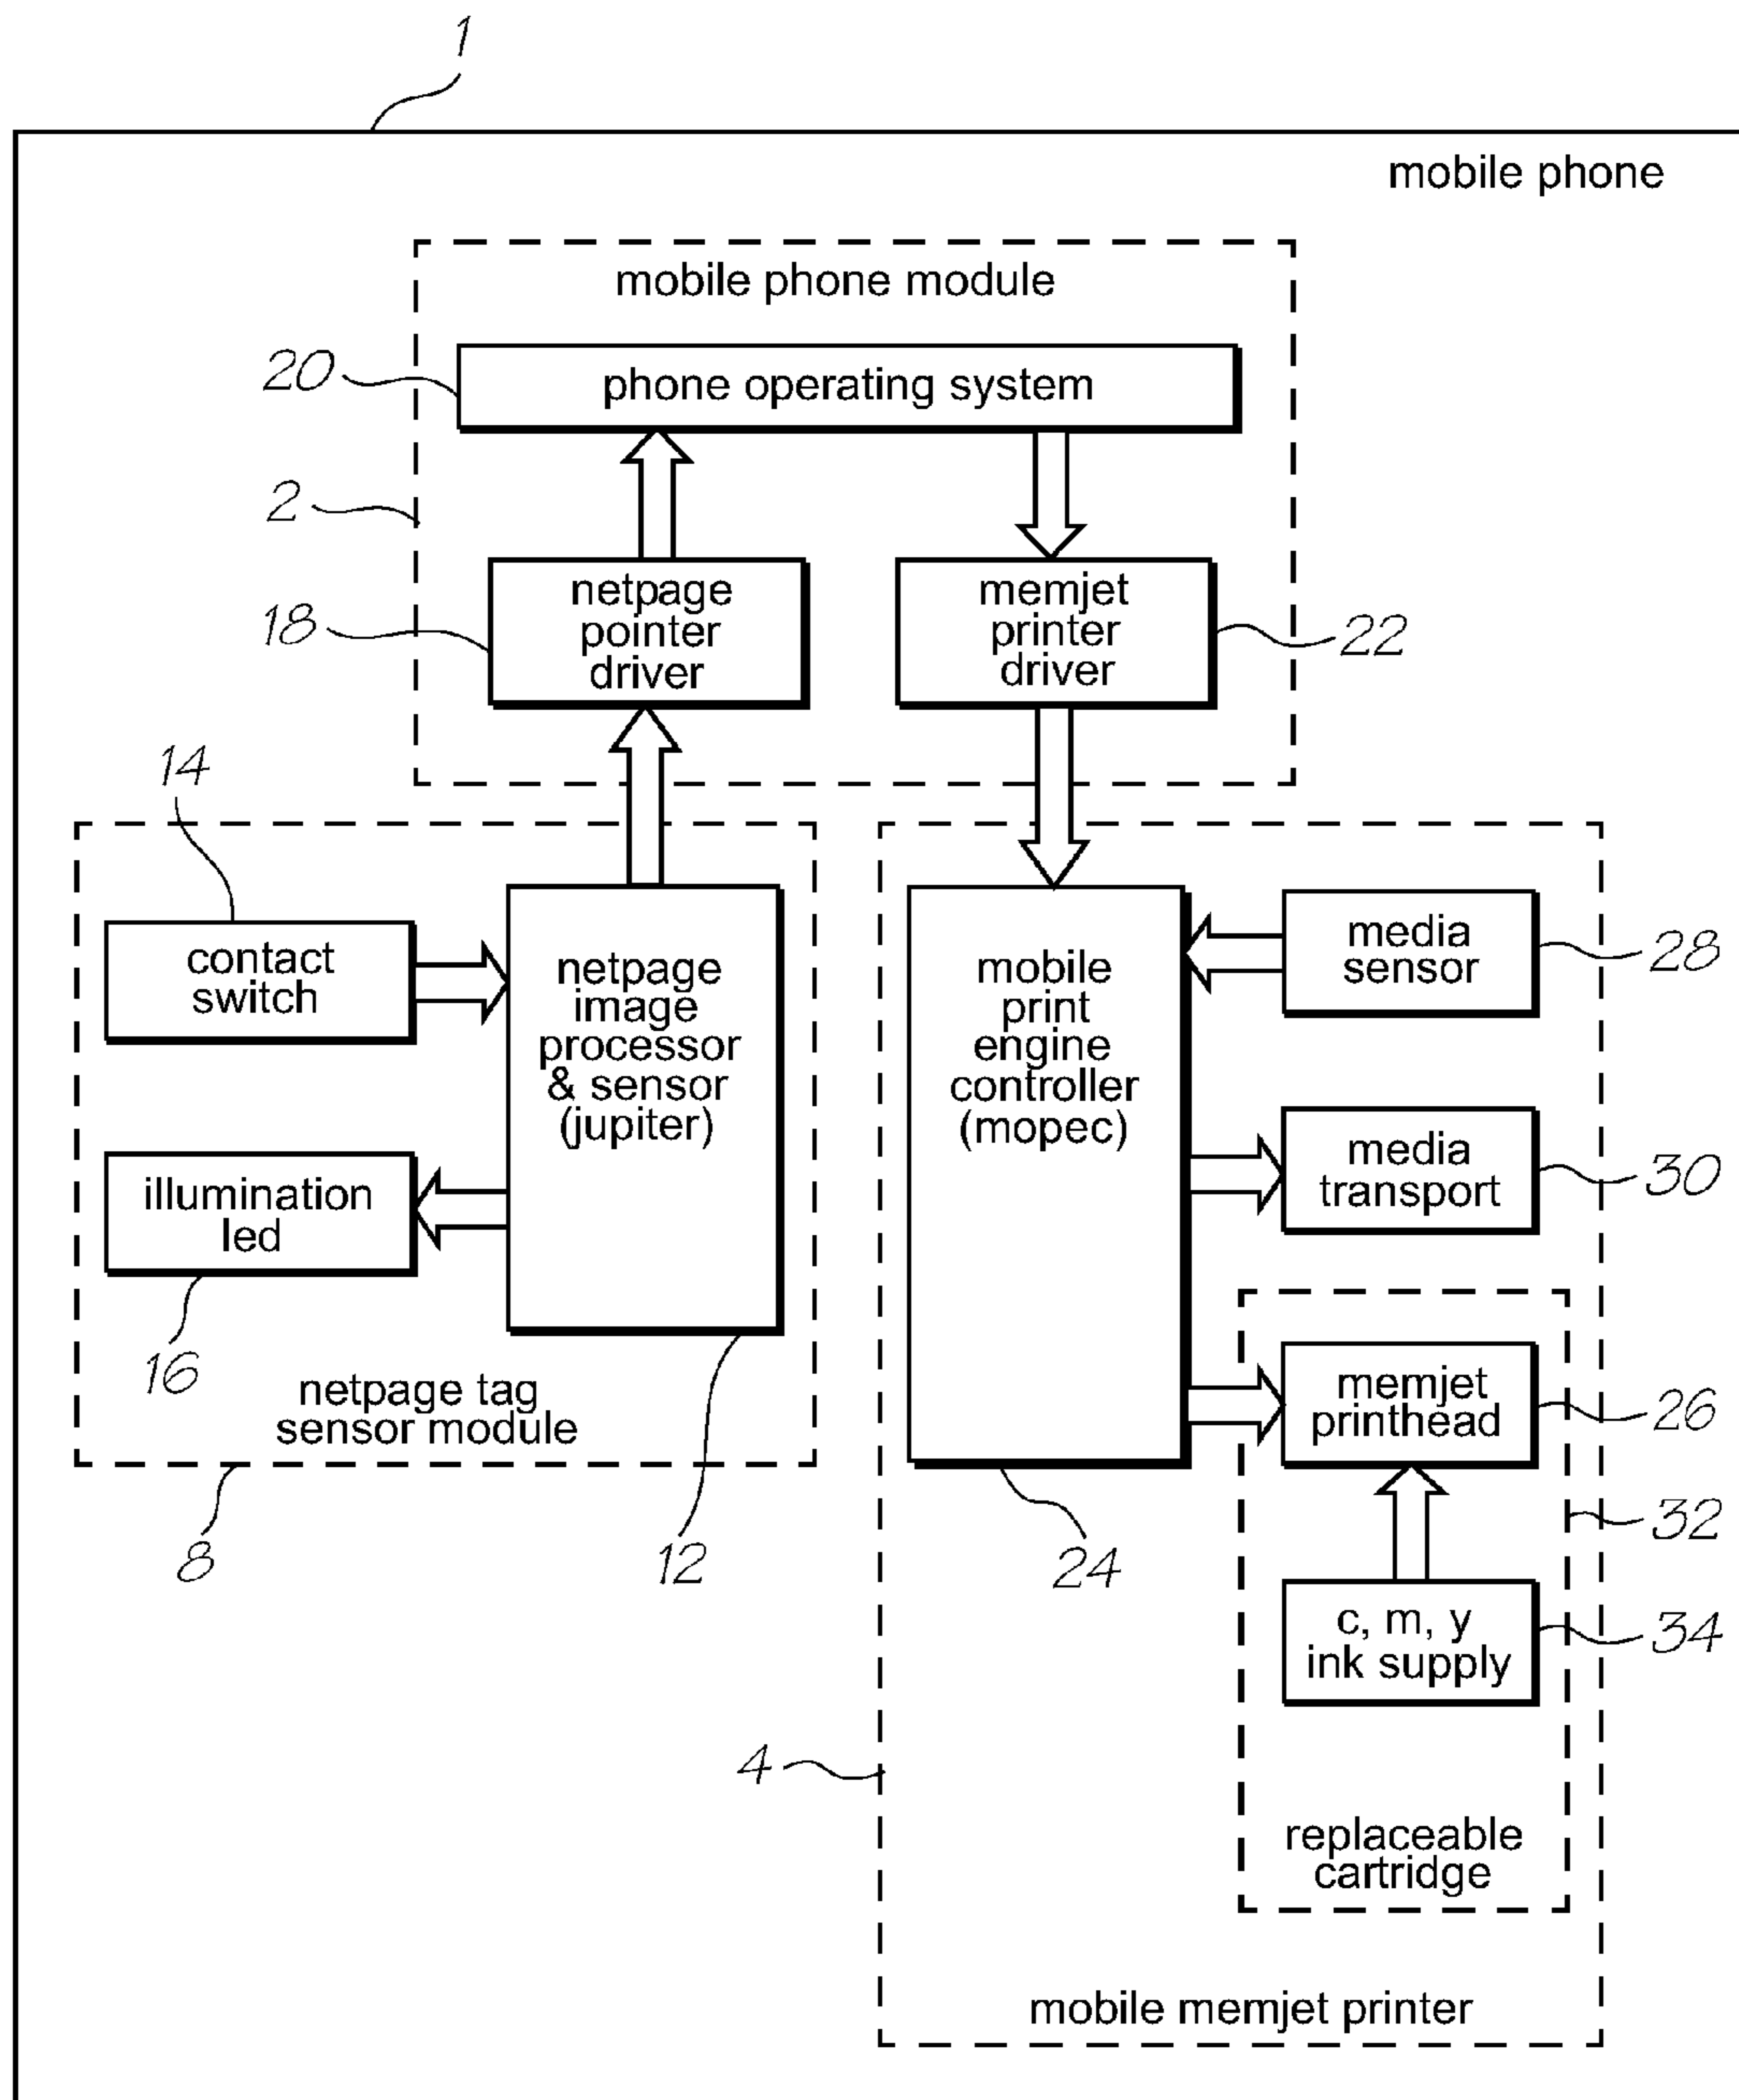 1
mobile phone
mobile phone module
20
phone operating system
2
18
netpage
pointer
driver
memjet
printer
driver
22
14
contact
switch
netpage
image
processor
& sensor
(jupiter)
illumination
led
16
netpage tag
sensor module
8
12
mobile
print
engine
controller
(mopec)
24
media
sensor
28
media
transport
30
memjet
printhead
26
32
c, m, y
ink supply
34
4
replaceable
cartridge
mobile memjet printer